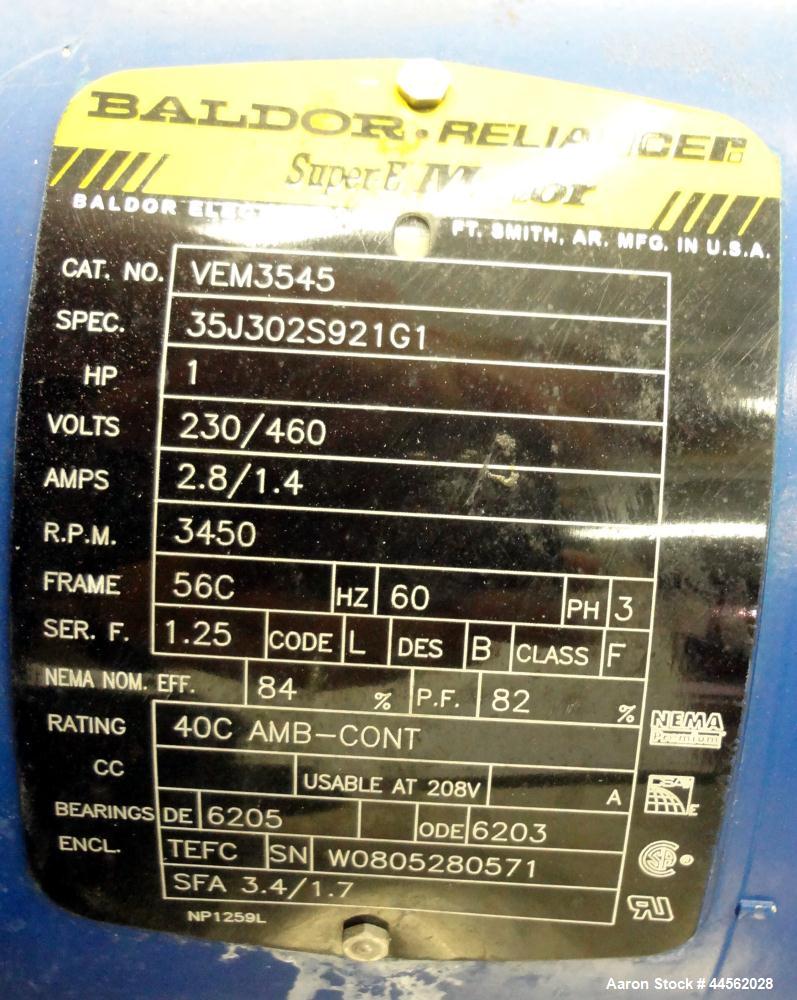 BALDOR • RELIANCE
Super-E Motor
BALDOR FT. SMITH, AR. MFG. IN U.S.A.
CAT. NO. VEM3545
SPEC. 35J302S921G1
HP 1
VOLTS 230/460
AMPS 2.8/1.4
R.P.M. 3450
FRAME 56C HZ 60 PH 3
SER. F. 1.25 CODE L DES B CLASS F
NEMA NOM. EFF. 84 % P.F. 82 %
RATING 40C AMB-CONT
NEMA Premium
CC USABLE AT 208V A
BEARINGS DE 6205 ODE 6203
ENCL. TEFC SN W0805280571
SFA 3.4/1.7
NP1259L
Aaron Stock # 44562028